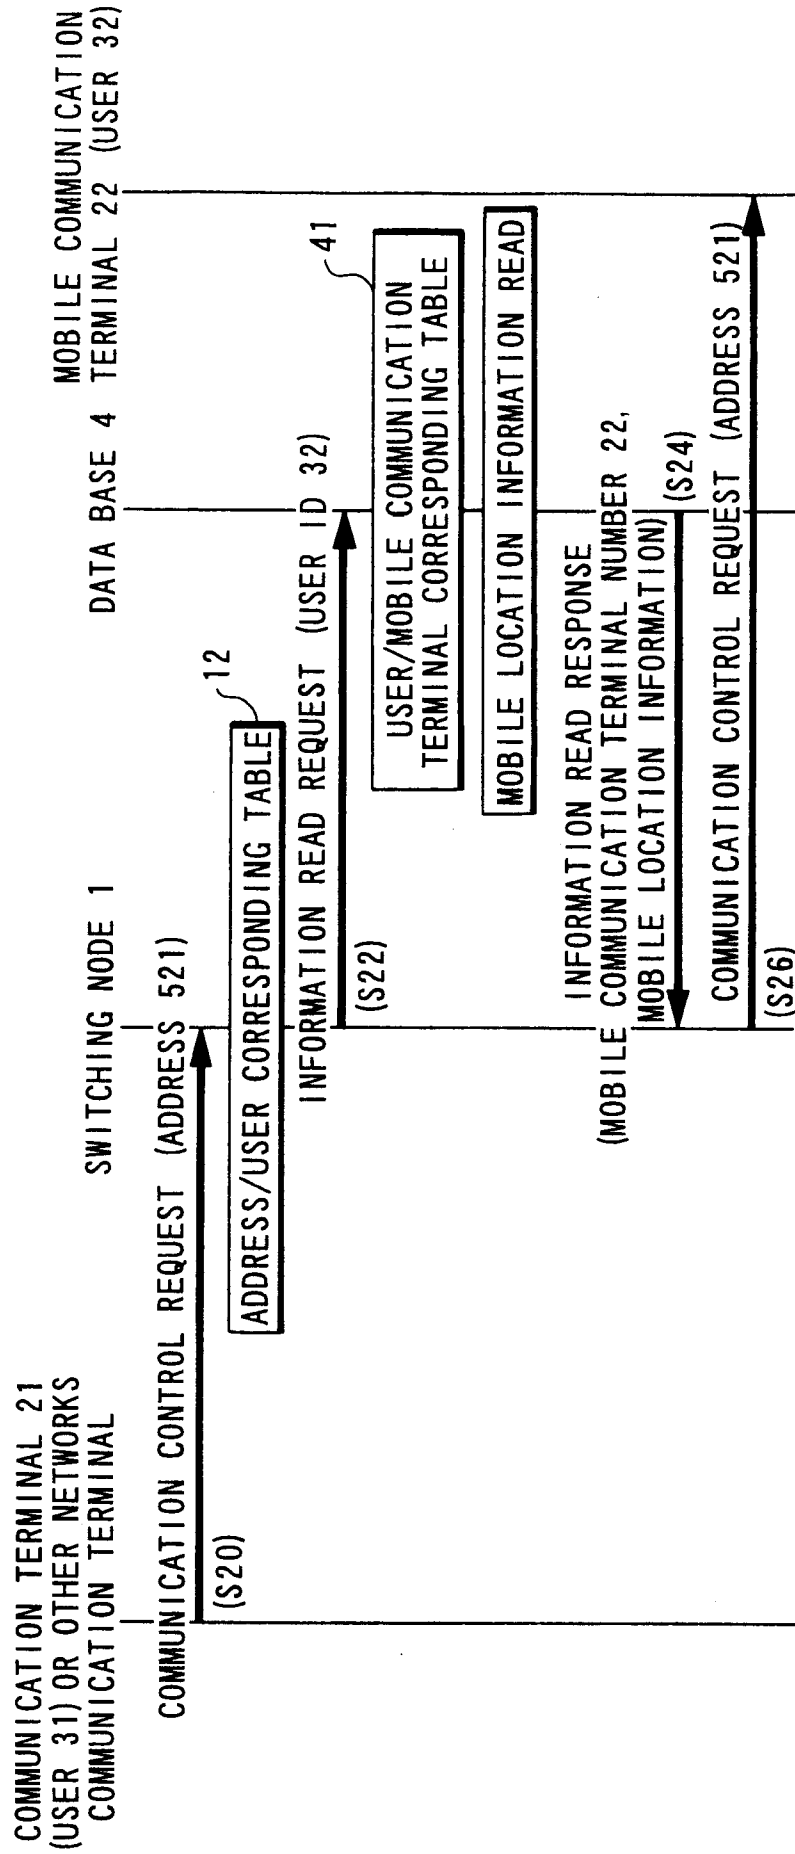 COMMUNICATION TERMINAL 21
(USER 31) OR OTHER NETWORKS
COMMUNICATION TERMINAL
SWITCHING NODE 1
DATA BASE 4
MOBILE COMMUNICATION
TERMINAL 22 (USER 32)
COMMUNICATION CONTROL REQUEST (ADDRESS 521)
(S20)
12
ADDRESS/USER CORRESPONDING TABLE
INFORMATION READ REQUEST (USER ID 32)
(S22)
41
USER/MOBILE COMMUNICATION
TERMINAL CORRESPONDING TABLE
MOBILE LOCATION INFORMATION READ
INFORMATION READ RESPONSE
(MOBILE COMMUNICATION TERMINAL NUMBER 22,
MOBILE LOCATION INFORMATION)
(S24)
COMMUNICATION CONTROL REQUEST (ADDRESS 521)
(S26)